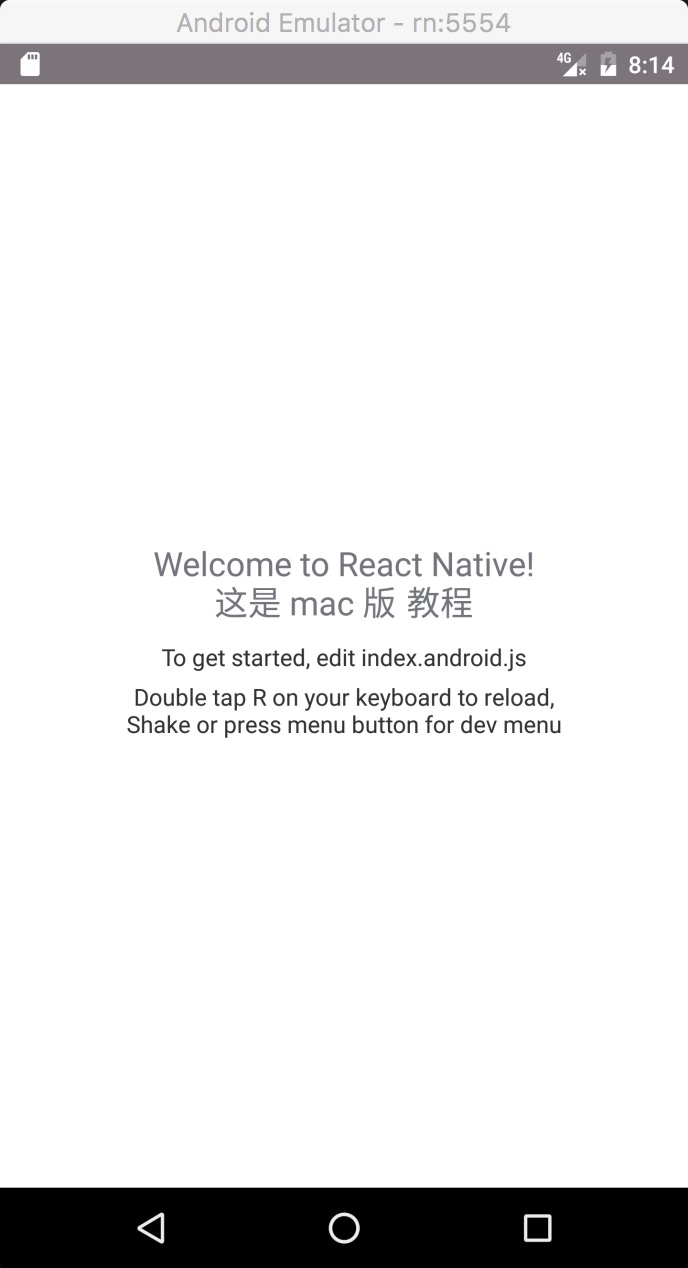 Android Emulator - rn:5554
4G 8:14
Welcome to React Native!
这是 mac 版 教程
To get started, edit index.android.js
Double tap R on your keyboard to reload,
Shake or press menu button for dev menu